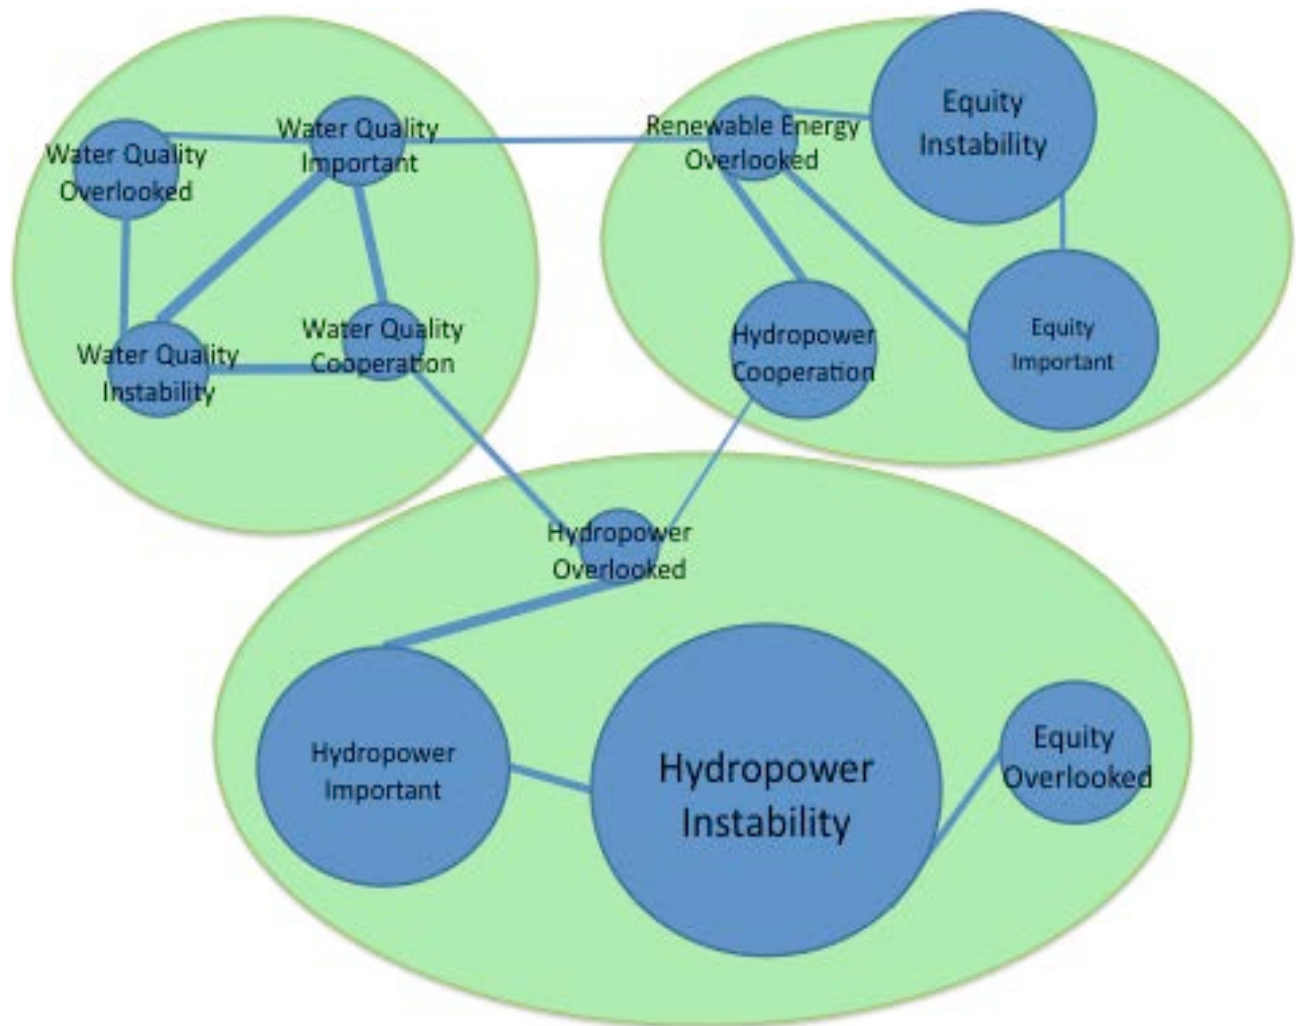 Water Quality
Overlooked
Water Quality
Important
Water Quality
Instability
Water Quality
Cooperation
Renewable Energy
Overlooked
Equity
Instability
Hydropower
Cooperation
Equity
Important
Hydropower
Overlooked
Hydropower
Important
Hydropower
Instability
Equity
Overlooked